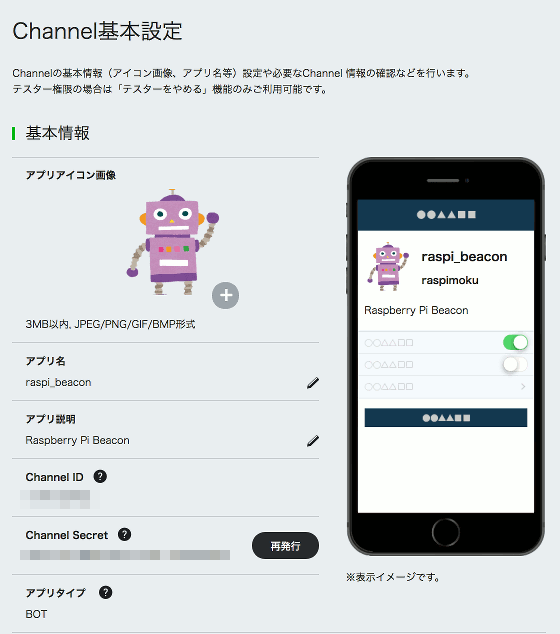 Channel基本設定
Channelの基本情報（アイコン画像、アプリ名等）設定や必要なChannel 情報の確認などを行います。
テスター権限の場合は「テスターをやめる」機能のみご利用可能です。
基本情報
アプリアイコン画像
3MB以内, JPEG/PNG/GIF/BMP形式
アプリ名
raspi_beacon
アプリ説明
Raspberry Pi Beacon
Channel ID ?
Channel Secret ?
再発行
アプリタイプ ?
BOT
●●▲▲■■
raspi_beacon
raspimoku
Raspberry Pi Beacon
○○△△□□
○○△△□□
○○△△□□
●●▲▲■■
※表示イメージです。